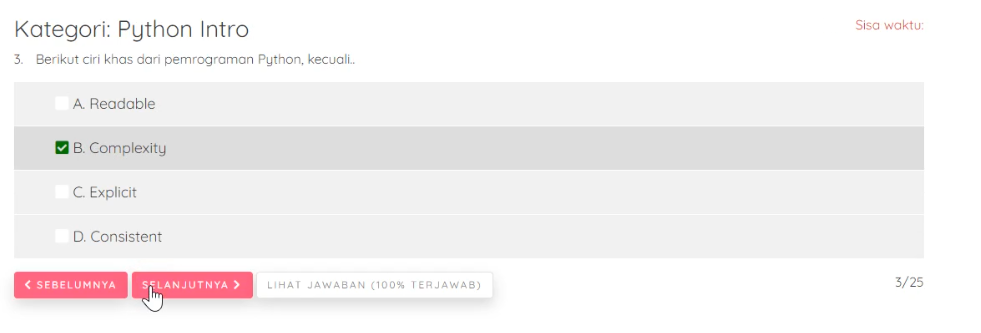 Kategori: Python Intro
Sisa waktu:
3. Berikut ciri khas dari pemrograman Python, kecuali..
A. Readable
B. Complexity
C. Explicit
D. Consistent
< SEBELUMNYA SELANJUTNYA > LIHAT JAWABAN (100% TERJAWAB) 3/25